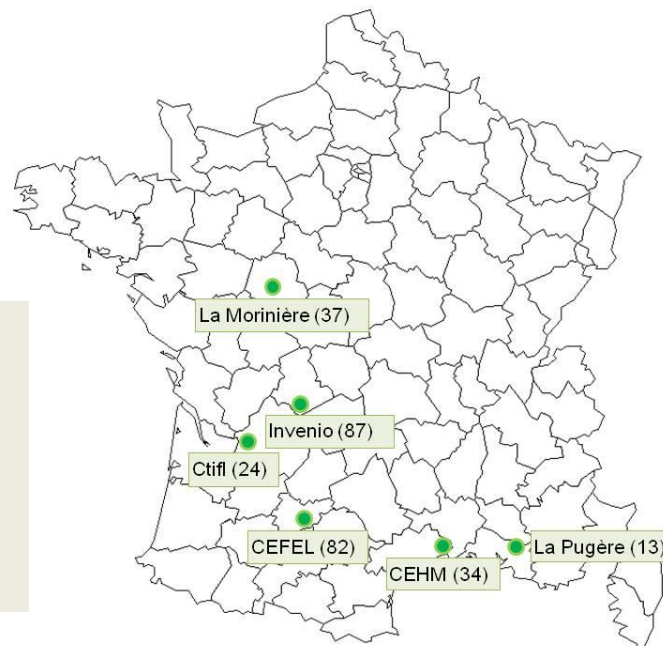 La Morinière (37)
Invenio (87)
Ctifl (24)
CEFEL (82)
La Pugère (13)
CEHM (34)